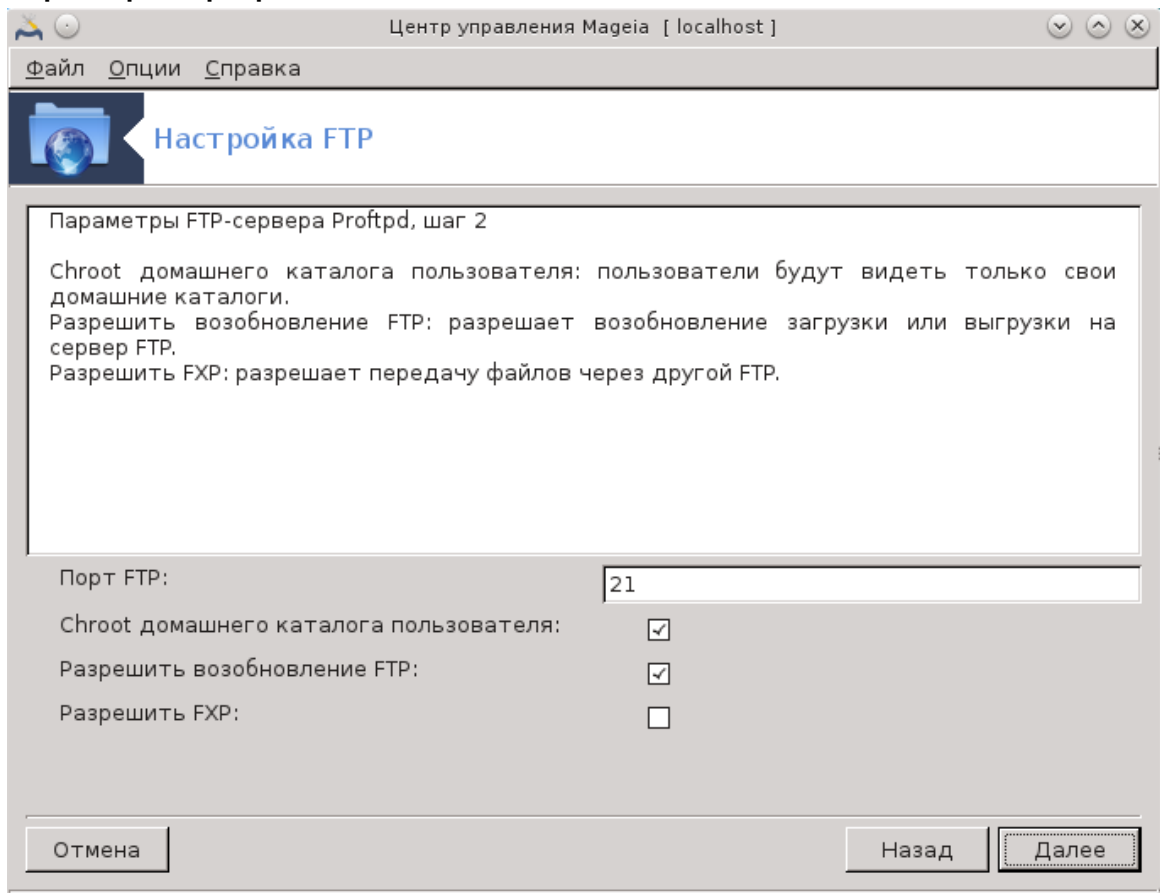 Центр управления Mageia [ localhost ]
Файл Опции Справка
Настройка FTP
Параметры FTP-сервера Proftpd, шаг 2
Chroot домашнего каталога пользователя: пользователи будут видеть только свои
домашние каталоги.
Разрешить возобновление FTP: разрешает возобновление загрузки или выгрузки на
сервер FTP.
Разрешить FXP: разрешает передачу файлов через другой FTP.
Порт FTP: 21
Chroot домашнего каталога пользователя:
Разрешить возобновление FTP:
Разрешить FXP:
Отмена Назад Далее